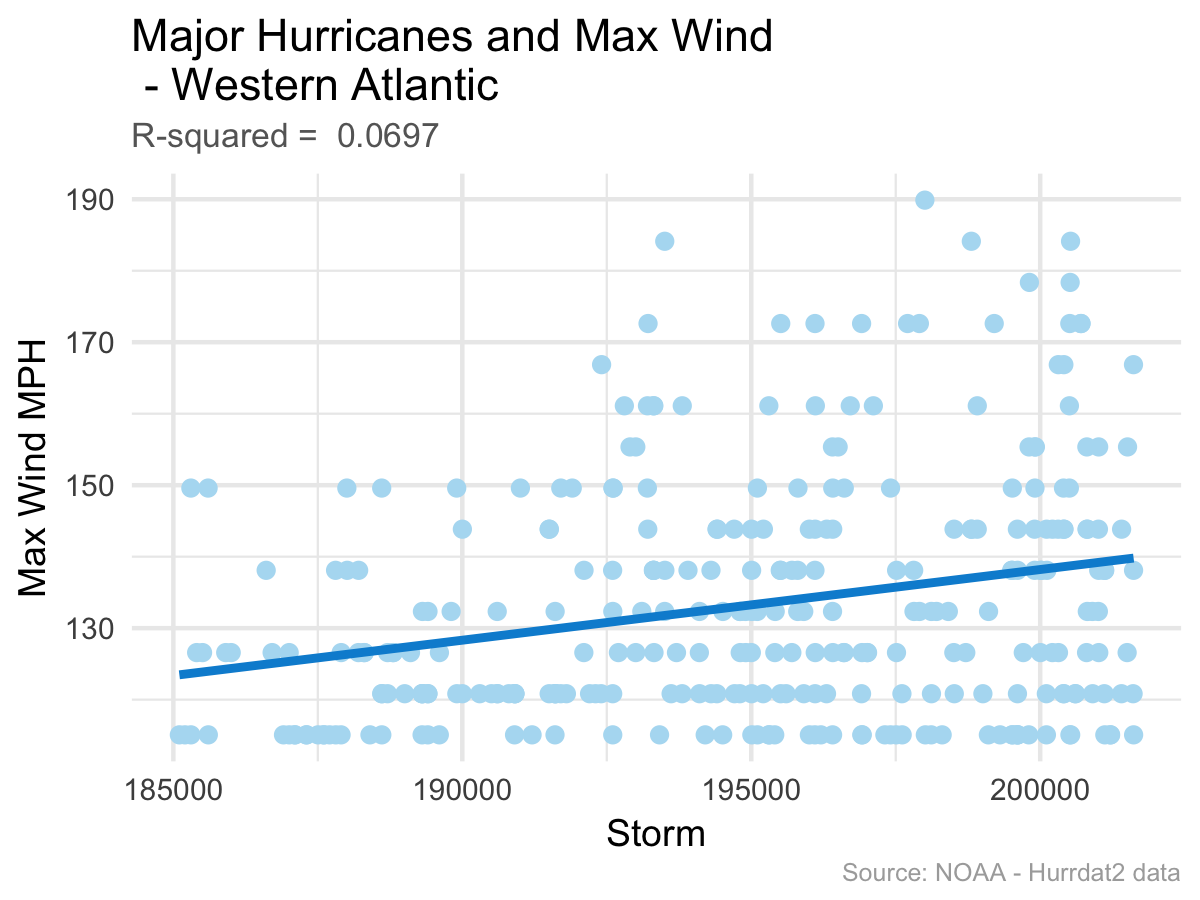 Major Hurricanes and Max Wind
- Western Atlantic
R-squared = 0.0697
190
170
150
130
Max Wind MPH
185000 190000 195000 200000
Storm
Source: NOAA - Hurrdat2 data